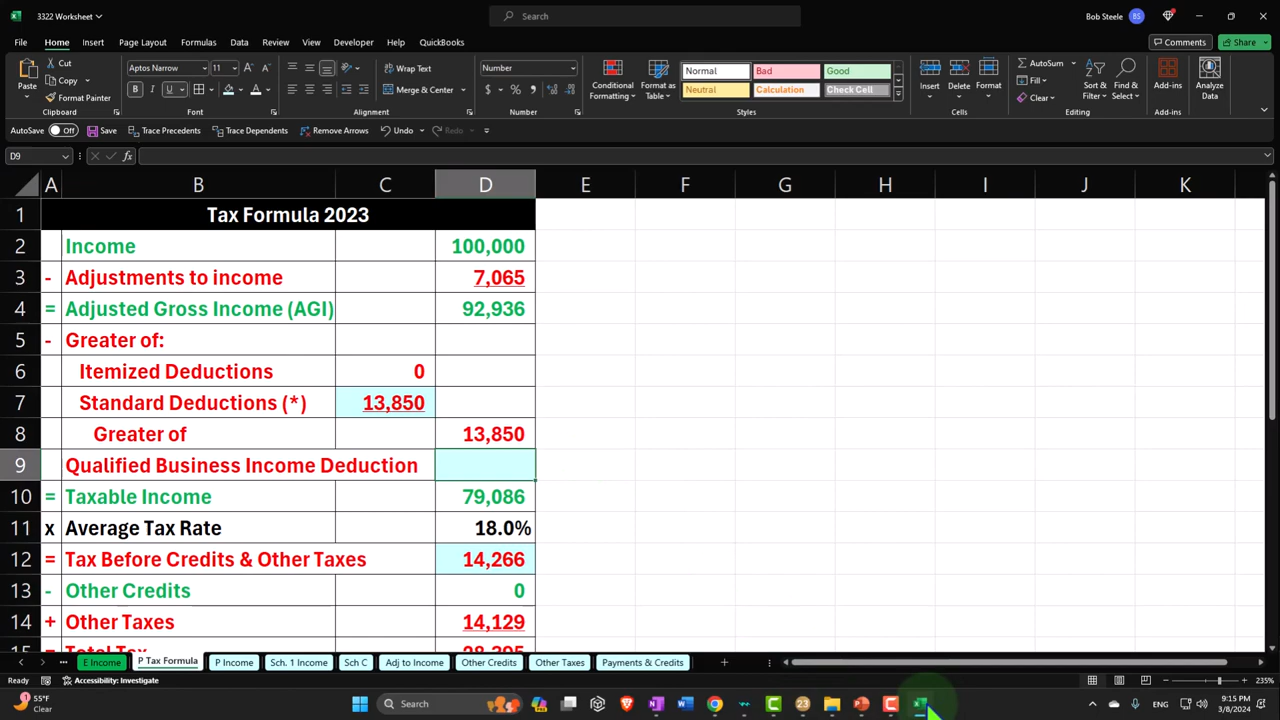 3322 Worksheet
Search
Bob Steele BS
File Home Insert Page Layout Formulas Data Review View Developer Help QuickBooks Comments Share
Paste Cut Copy Format Painter Clipboard
Aptos Narrow 11 B I U Font
Wrap Text Merge & Center Alignment
Number $ % Number
Conditional Formatting Format as Table Normal Bad Good Neutral Calculation Check Cell Styles
Insert Delete Format Cells
AutoSum Fill Clear Sort & Filter Find & Select Editing
Add-ins Add-ins Analyze Data
AutoSave Off Save Trace Precedents Trace Dependents Remove Arrows Undo Redo
D9 fx
A B C D E F G H I J K
1 Tax Formula 2023
2 Income 100,000
3 - Adjustments to income 7,065
4 = Adjusted Gross Income (AGI) 92,936
5 - Greater of:
6 Itemized Deductions 0
7 Standard Deductions (*) 13,850
8 Greater of 13,850
9 Qualified Business Income Deduction
10 = Taxable Income 79,086
11 x Average Tax Rate 18.0%
12 = Tax Before Credits & Other Taxes 14,266
13 - Other Credits 0
14 + Other Taxes 14,129
15 = Total Tax 28,395
E Income P Tax Formula P Income Sch. 1 Income Sch C Adj to Income Other Credits Other Taxes Payments & Credits
Ready Accessibility: Investigate 235%
55°F
Clear
Search
9:15 PM
3/8/2024